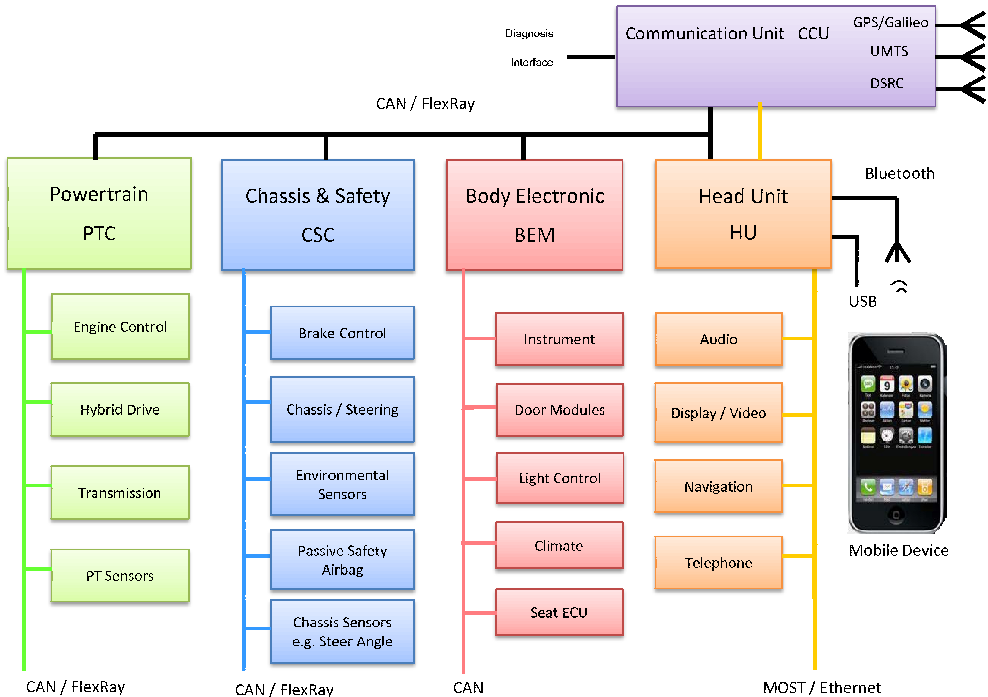 Communication Unit CCU
GPS/Galileo
UMTS
DSRC
Diagnosis
Interface
CAN / FlexRay
Powertrain
PTC
Chassis & Safety
CSC
Body Electronic
BEM
Head Unit
HU
Bluetooth
USB
Engine Control
Hybrid Drive
Transmission
PT Sensors
CAN / FlexRay
Brake Control
Chassis / Steering
Environmental
Sensors
Passive Safety
Airbag
Chassis Sensors
e.g. Steer Angle
CAN / FlexRay
Instrument
Door Modules
Light Control
Climate
Seat ECU
CAN
Audio
Display / Video
Navigation
Telephone
MOST / Ethernet
Mobile Device